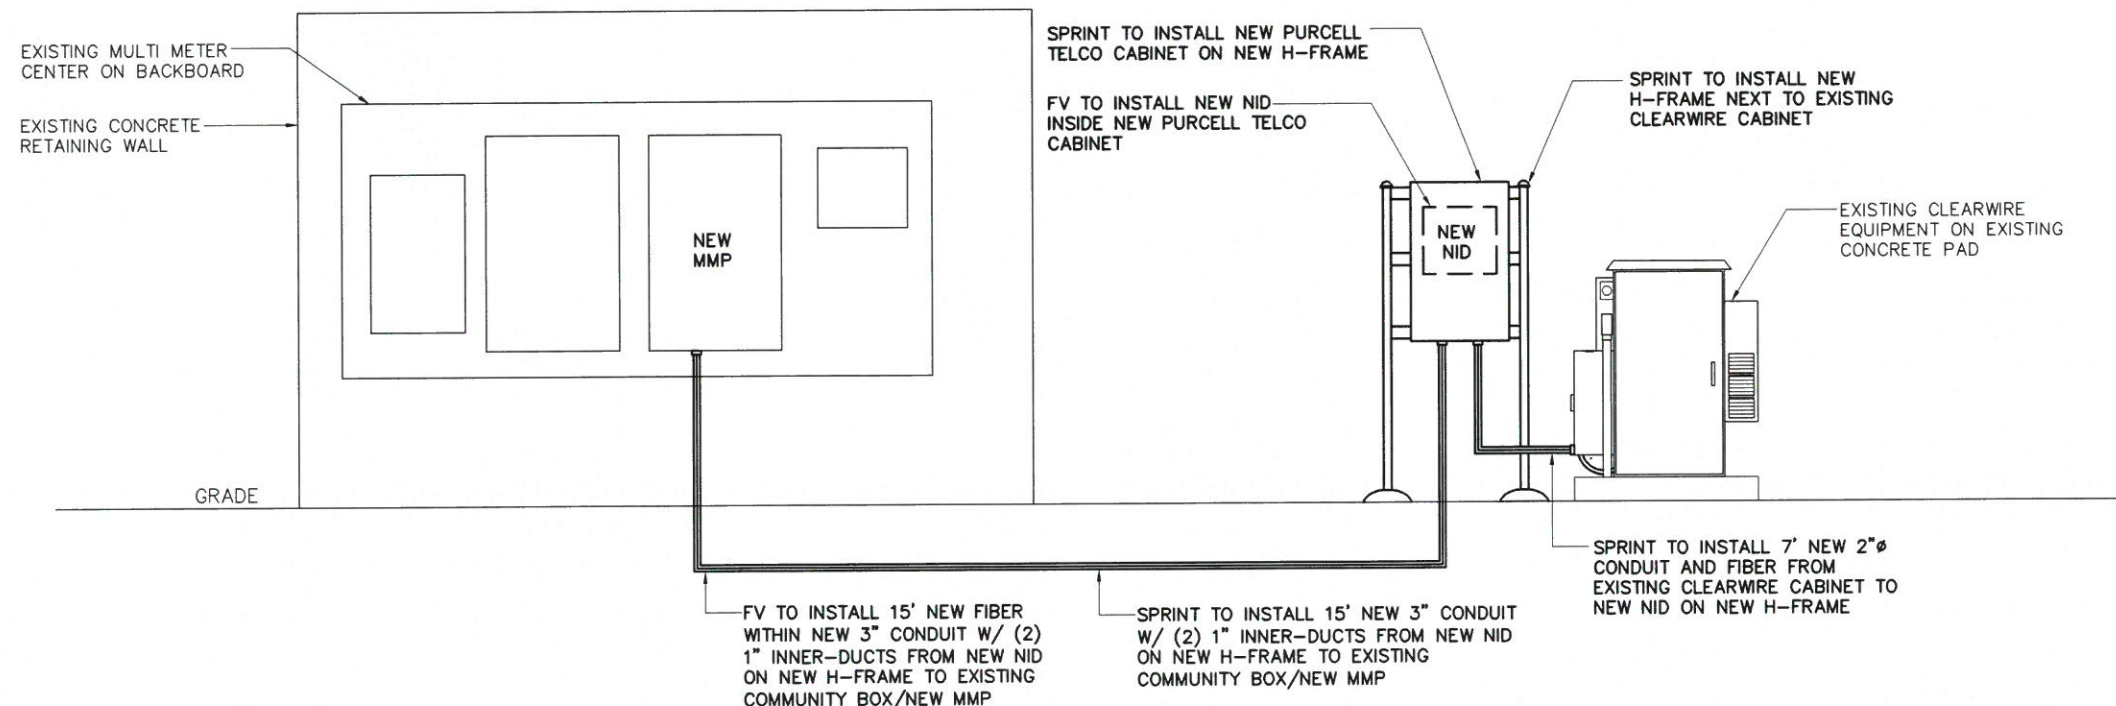 EXISTING MULTI METER
CENTER ON BACKBOARD
EXISTING CONCRETE
RETAINING WALL
SPRINT TO INSTALL NEW PURCELL
TELCO CABINET ON NEW H-FRAME
FV TO INSTALL NEW NID
INSIDE NEW PURCELL TELCO
CABINET
SPRINT TO INSTALL NEW
H-FRAME NEXT TO EXISTING
CLEARWIRE CABINET
EXISTING CLEARWIRE
EQUIPMENT ON EXISTING
CONCRETE PAD
NEW
MMP
NEW
NID
GRADE
SPRINT TO INSTALL 7' NEW 2"ø
CONDUIT AND FIBER FROM
EXISTING CLEARWIRE CABINET TO
NEW NID ON NEW H-FRAME
FV TO INSTALL 15' NEW FIBER
WITHIN NEW 3" CONDUIT W/ (2)
1" INNER-DUCTS FROM NEW NID
ON NEW H-FRAME TO EXISTING
COMMUNITY BOX/NEW MMP
SPRINT TO INSTALL 15' NEW 3" CONDUIT
W/ (2) 1" INNER-DUCTS FROM NEW NID
ON NEW H-FRAME TO EXISTING
COMMUNITY BOX/NEW MMP